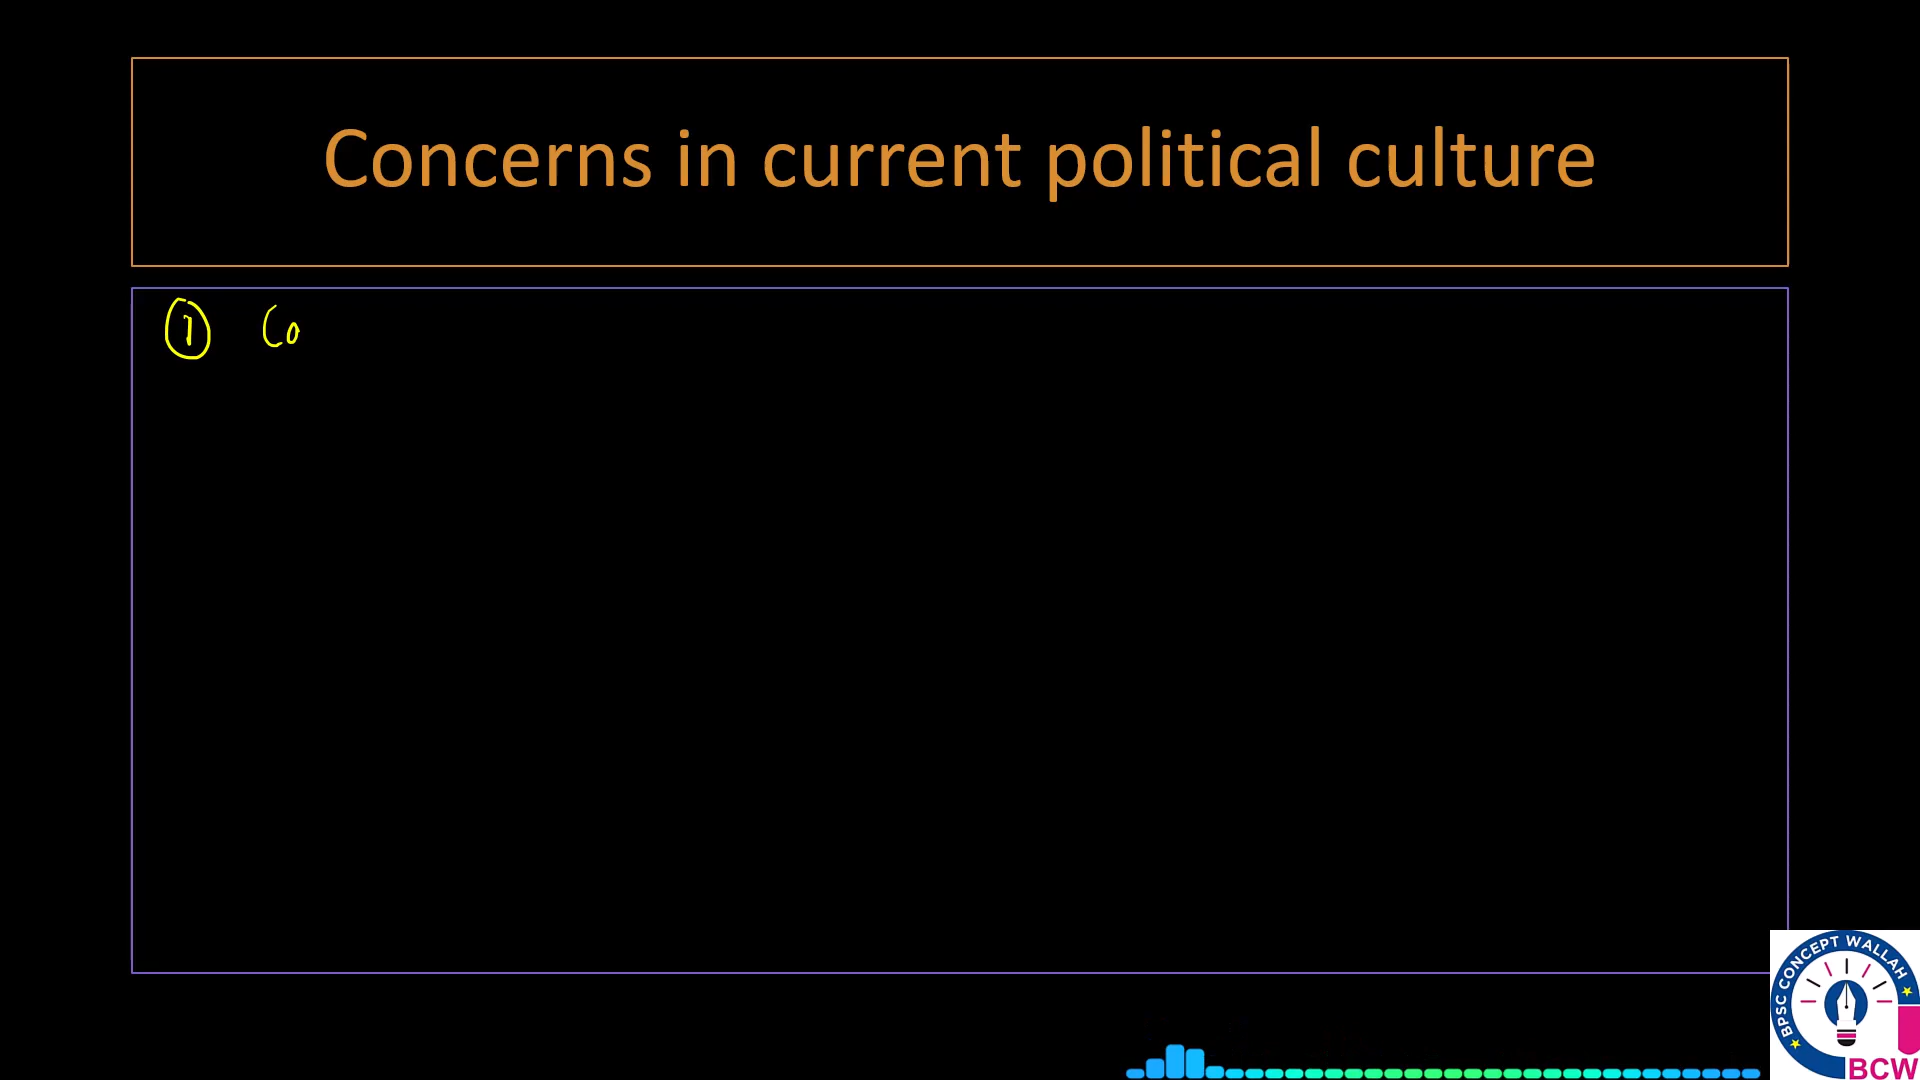 Concerns in current political culture
① Co
BPSC CONCEPT WALLAH
BCW